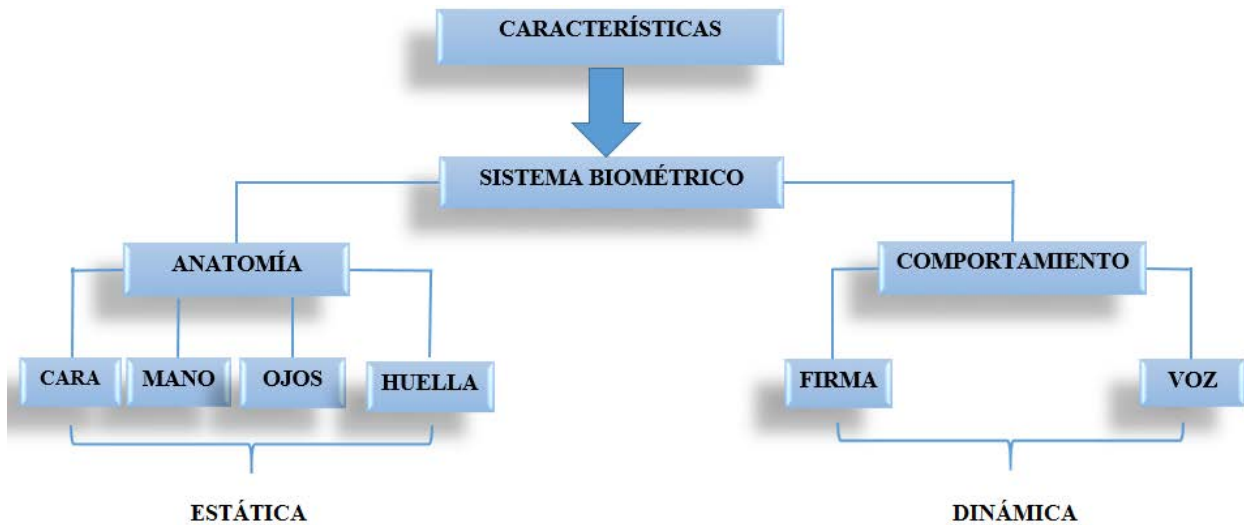 CARACTERÍSTICAS
SISTEMA BIOMÉTRICO
ANATOMÍA
COMPORTAMIENTO
CARA
MANO
OJOS
HUELLA
FIRMA
VOZ
ESTÁTICA
DINÁMICA